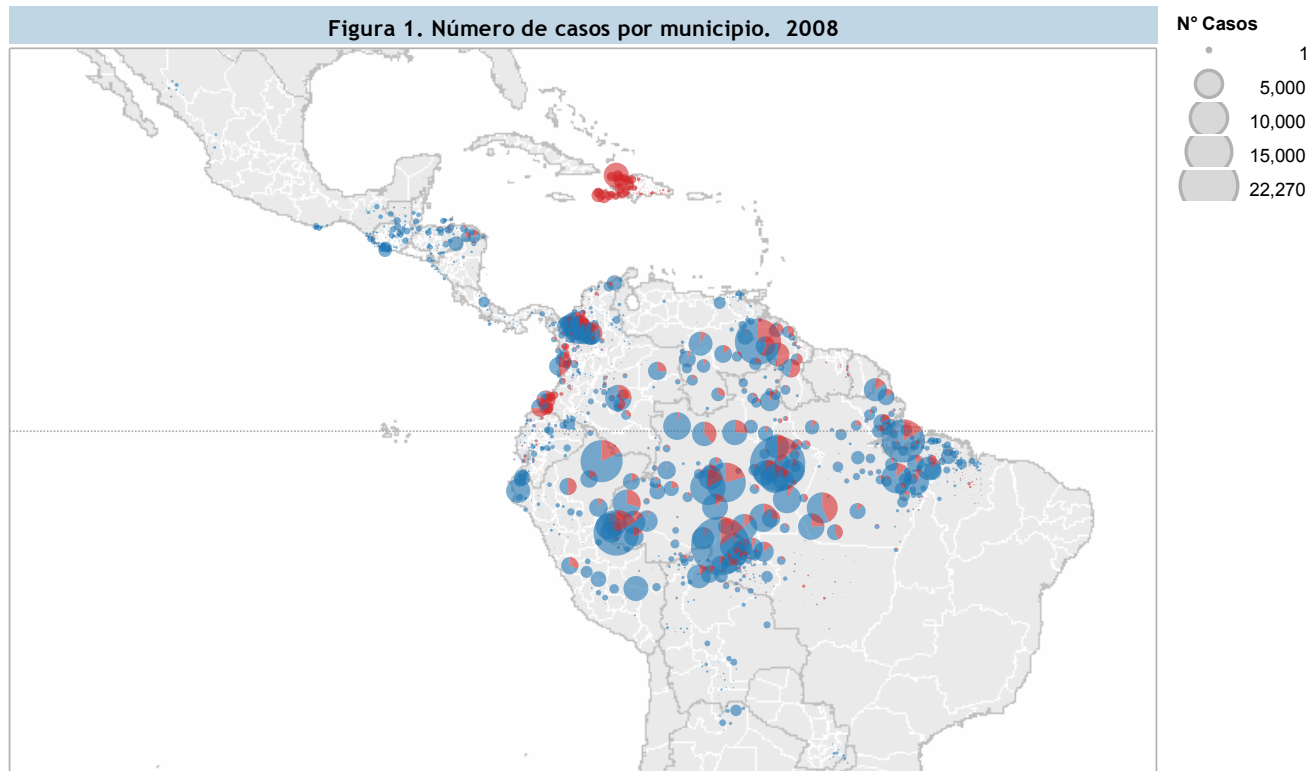 Figura 1. Número de casos por municipio. 2008
N° Casos
1
5,000
10,000
15,000
22,270